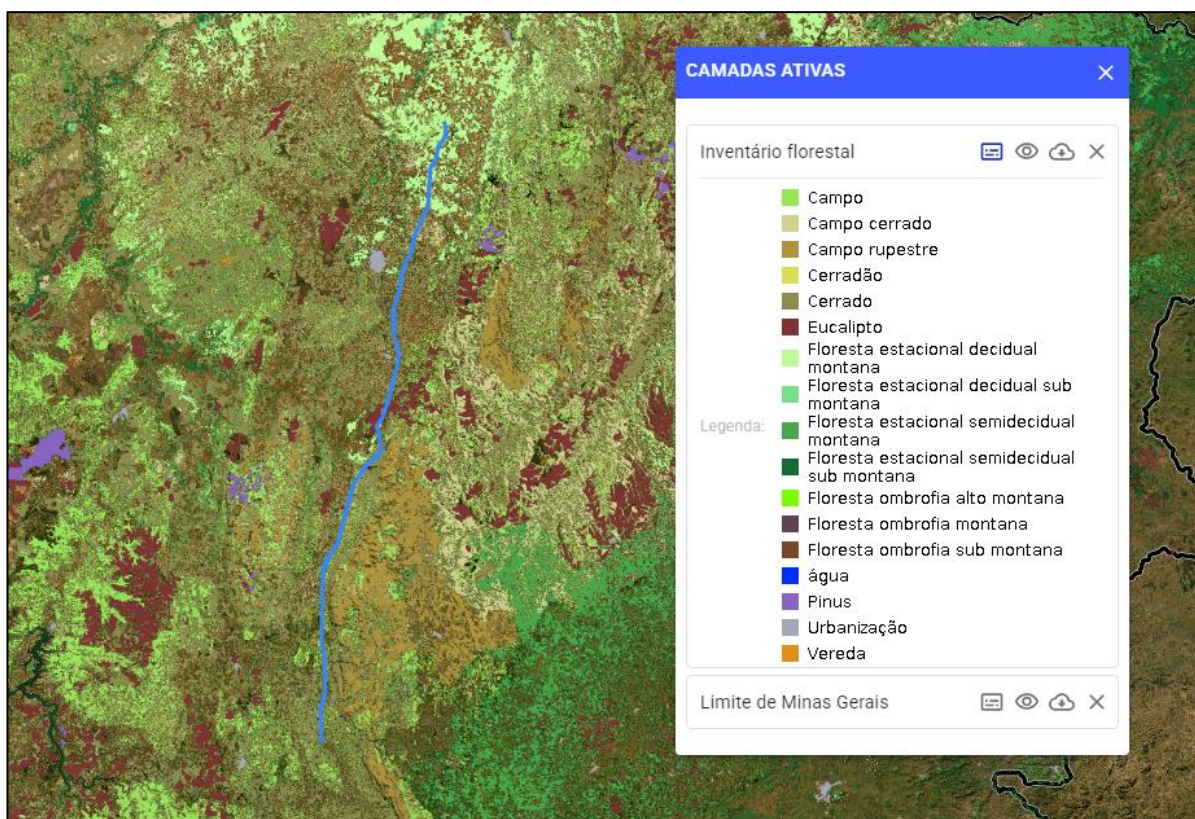 CAMADAS ATIVAS
Inventário florestal
Campo
Campo cerrado
Campo rupestre
Cerradão
Cerrado
Eucalipto
Floresta estacional decidual
montana
Floresta estacional decidual sub
montana
Legenda:
Floresta estacional semidecidual
montana
Floresta estacional semidecidual
sub montana
Floresta ombrofia alto montana
Floresta ombrofia montana
Floresta ombrofia sub montana
água
Pinus
Urbanização
Vereda
Limite de Minas Gerais